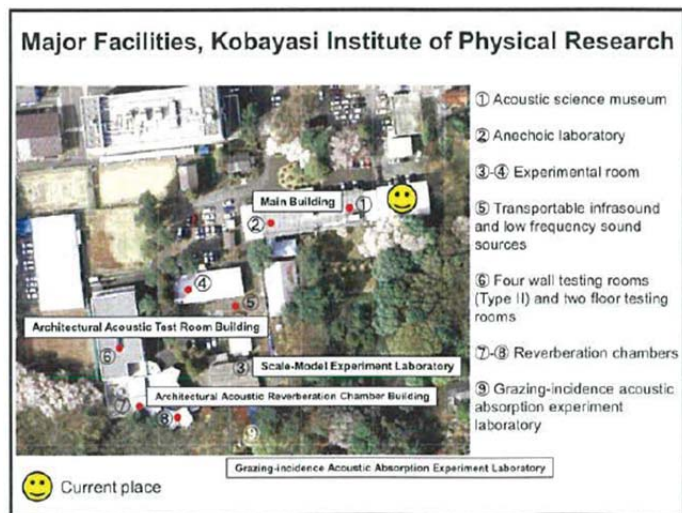 Major Facilities, Kobayasi Institute of Physical Research
① Acoustic science museum
② Anechoic laboratory
③-④ Experimental room
⑤ Transportable infrasound
and low frequency sound
sources
⑥ Four wall testing rooms
(Type II) and two floor testing
rooms
⑦-⑧ Reverberation chambers
⑨ Grazing-incidence acoustic
absorption experiment
laboratory
Main Building
①
②
④
⑤
Architectural Acoustic Test Room Building
⑥
③
Scale-Model Experiment Laboratory
Architectural Acoustic Reverberation Chamber Building
⑦
⑧
⑨
Grazing-incidence Acoustic Absorption Experiment Laboratory
Current place